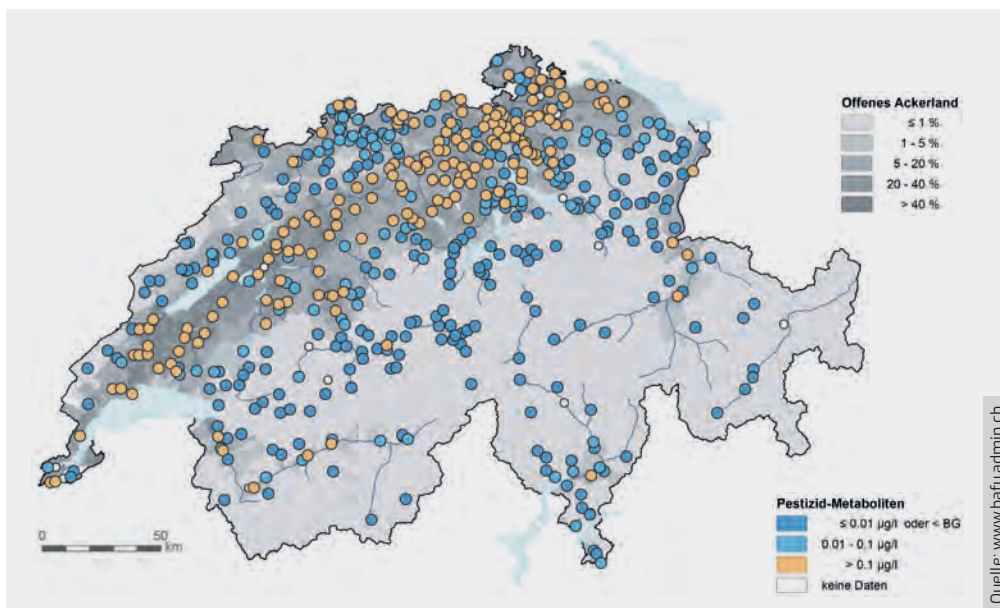 Offenes Ackerland
≤ 1 %
1 - 5 %
5 - 20 %
20 - 40 %
> 40 %
Pestizid-Metaboliten
≤ 0.01 µg/l oder < BG
0.01 - 0.1 µg/l
> 0.1 µg/l
keine Daten
0 50
km
Quelle: www.bafu.admin.ch